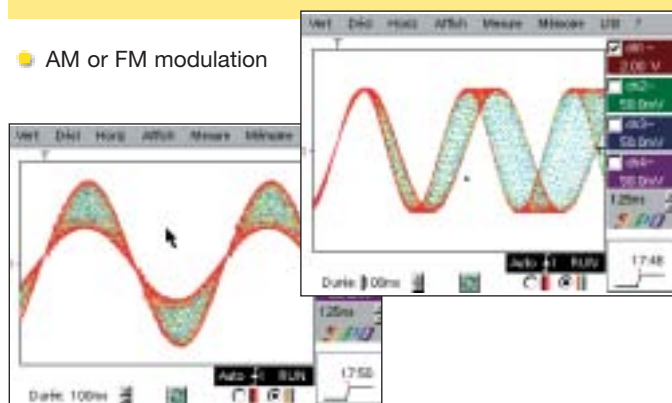 AM or FM modulation
Vert Décl Horiz Affich Mesure Mémoire Util ?
ch1~
2.00 V
ch2~
50.0mV
ch3~
50.0mV
ch4~
50.0mV
125ms
SPO
Auto RUN
17:48
Durée: 100ms
Vert Décl Horiz Affich Mesure Mémoire
125ms
SPO
Auto RUN
17:50
Durée: 100ms